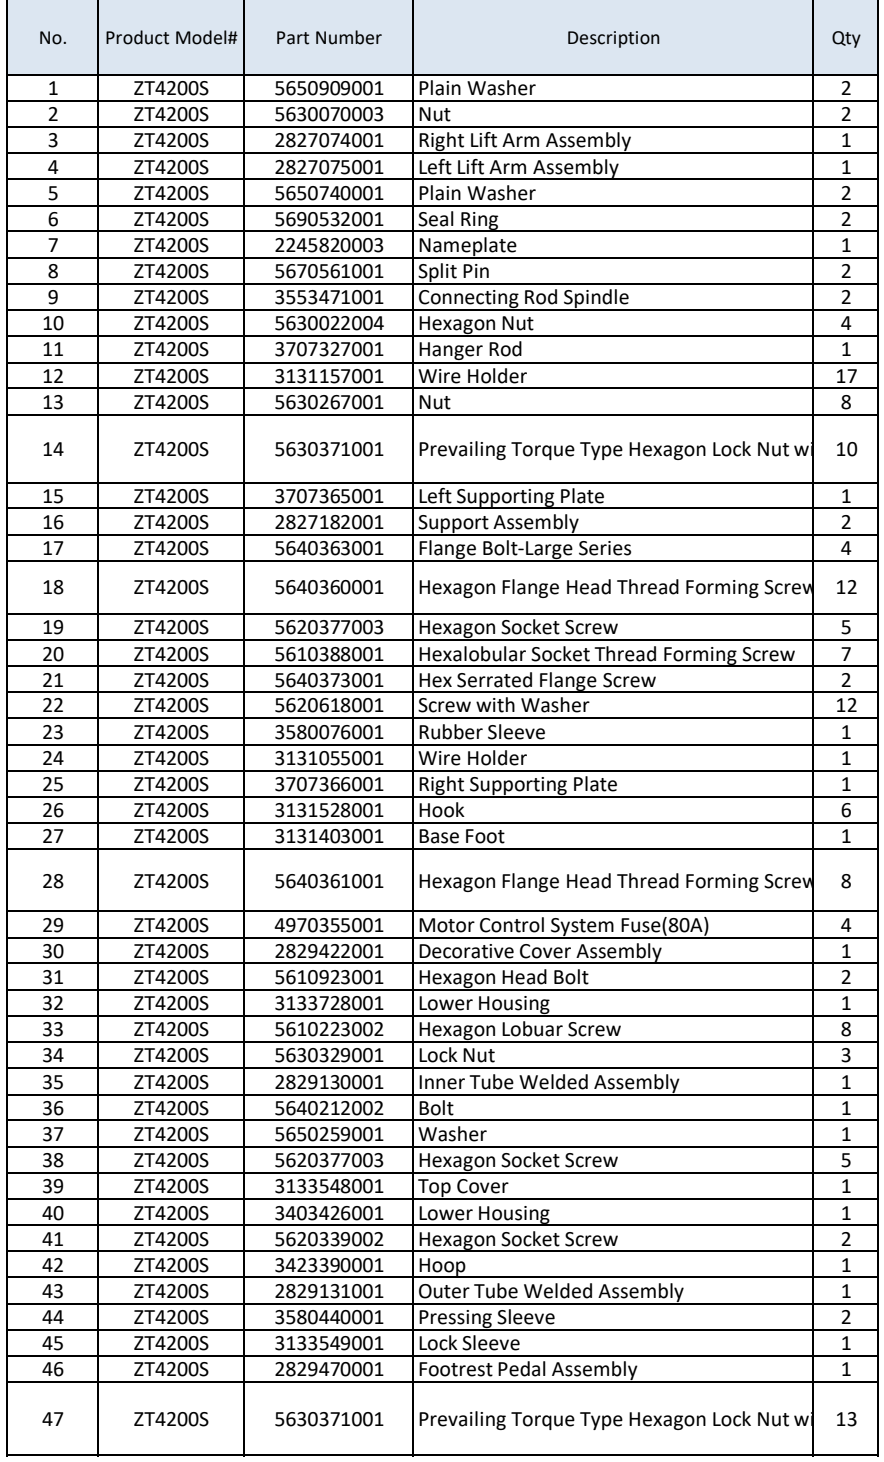 No. Product Model# Part Number Description Qty
1 ZT4200S 5650909001 Plain Washer 2
2 ZT4200S 5630070003 Nut 2
3 ZT4200S 2827074001 Right Lift Arm Assembly 1
4 ZT4200S 2827075001 Left Lift Arm Assembly 1
5 ZT4200S 5650740001 Plain Washer 2
6 ZT4200S 5690532001 Seal Ring 2
7 ZT4200S 2245820003 Nameplate 1
8 ZT4200S 5670561001 Split Pin 2
9 ZT4200S 3553471001 Connecting Rod Spindle 2
10 ZT4200S 5630022004 Hexagon Nut 4
11 ZT4200S 3707327001 Hanger Rod 1
12 ZT4200S 3131157001 Wire Holder 17
13 ZT4200S 5630267001 Nut 8
14 ZT4200S 5630371001 Prevailing Torque Type Hexagon Lock Nut wi 10
15 ZT4200S 3707365001 Left Supporting Plate 1
16 ZT4200S 2827182001 Support Assembly 2
17 ZT4200S 5640363001 Flange Bolt-Large Series 4
18 ZT4200S 5640360001 Hexagon Flange Head Thread Forming Screw 12
19 ZT4200S 5620377003 Hexagon Socket Screw 5
20 ZT4200S 5610388001 Hexalobular Socket Thread Forming Screw 7
21 ZT4200S 5640373001 Hex Serrated Flange Screw 2
22 ZT4200S 5620618001 Screw with Washer 12
23 ZT4200S 3580076001 Rubber Sleeve 1
24 ZT4200S 3131055001 Wire Holder 1
25 ZT4200S 3707366001 Right Supporting Plate 1
26 ZT4200S 3131528001 Hook 6
27 ZT4200S 3131403001 Base Foot 1
28 ZT4200S 5640361001 Hexagon Flange Head Thread Forming Screw 8
29 ZT4200S 4970355001 Motor Control System Fuse(80A) 4
30 ZT4200S 2829422001 Decorative Cover Assembly 1
31 ZT4200S 5610923001 Hexagon Head Bolt 2
32 ZT4200S 3133728001 Lower Housing 1
33 ZT4200S 5610223002 Hexagon Lobuar Screw 8
34 ZT4200S 5630329001 Lock Nut 3
35 ZT4200S 2829130001 Inner Tube Welded Assembly 1
36 ZT4200S 5640212002 Bolt 1
37 ZT4200S 5650259001 Washer 1
38 ZT4200S 5620377003 Hexagon Socket Screw 5
39 ZT4200S 3133548001 Top Cover 1
40 ZT4200S 3403426001 Lower Housing 1
41 ZT4200S 5620339002 Hexagon Socket Screw 2
42 ZT4200S 3423390001 Hoop 1
43 ZT4200S 2829131001 Outer Tube Welded Assembly 1
44 ZT4200S 3580440001 Pressing Sleeve 2
45 ZT4200S 3133549001 Lock Sleeve 1
46 ZT4200S 2829470001 Footrest Pedal Assembly 1
47 ZT4200S 5630371001 Prevailing Torque Type Hexagon Lock Nut wi 13